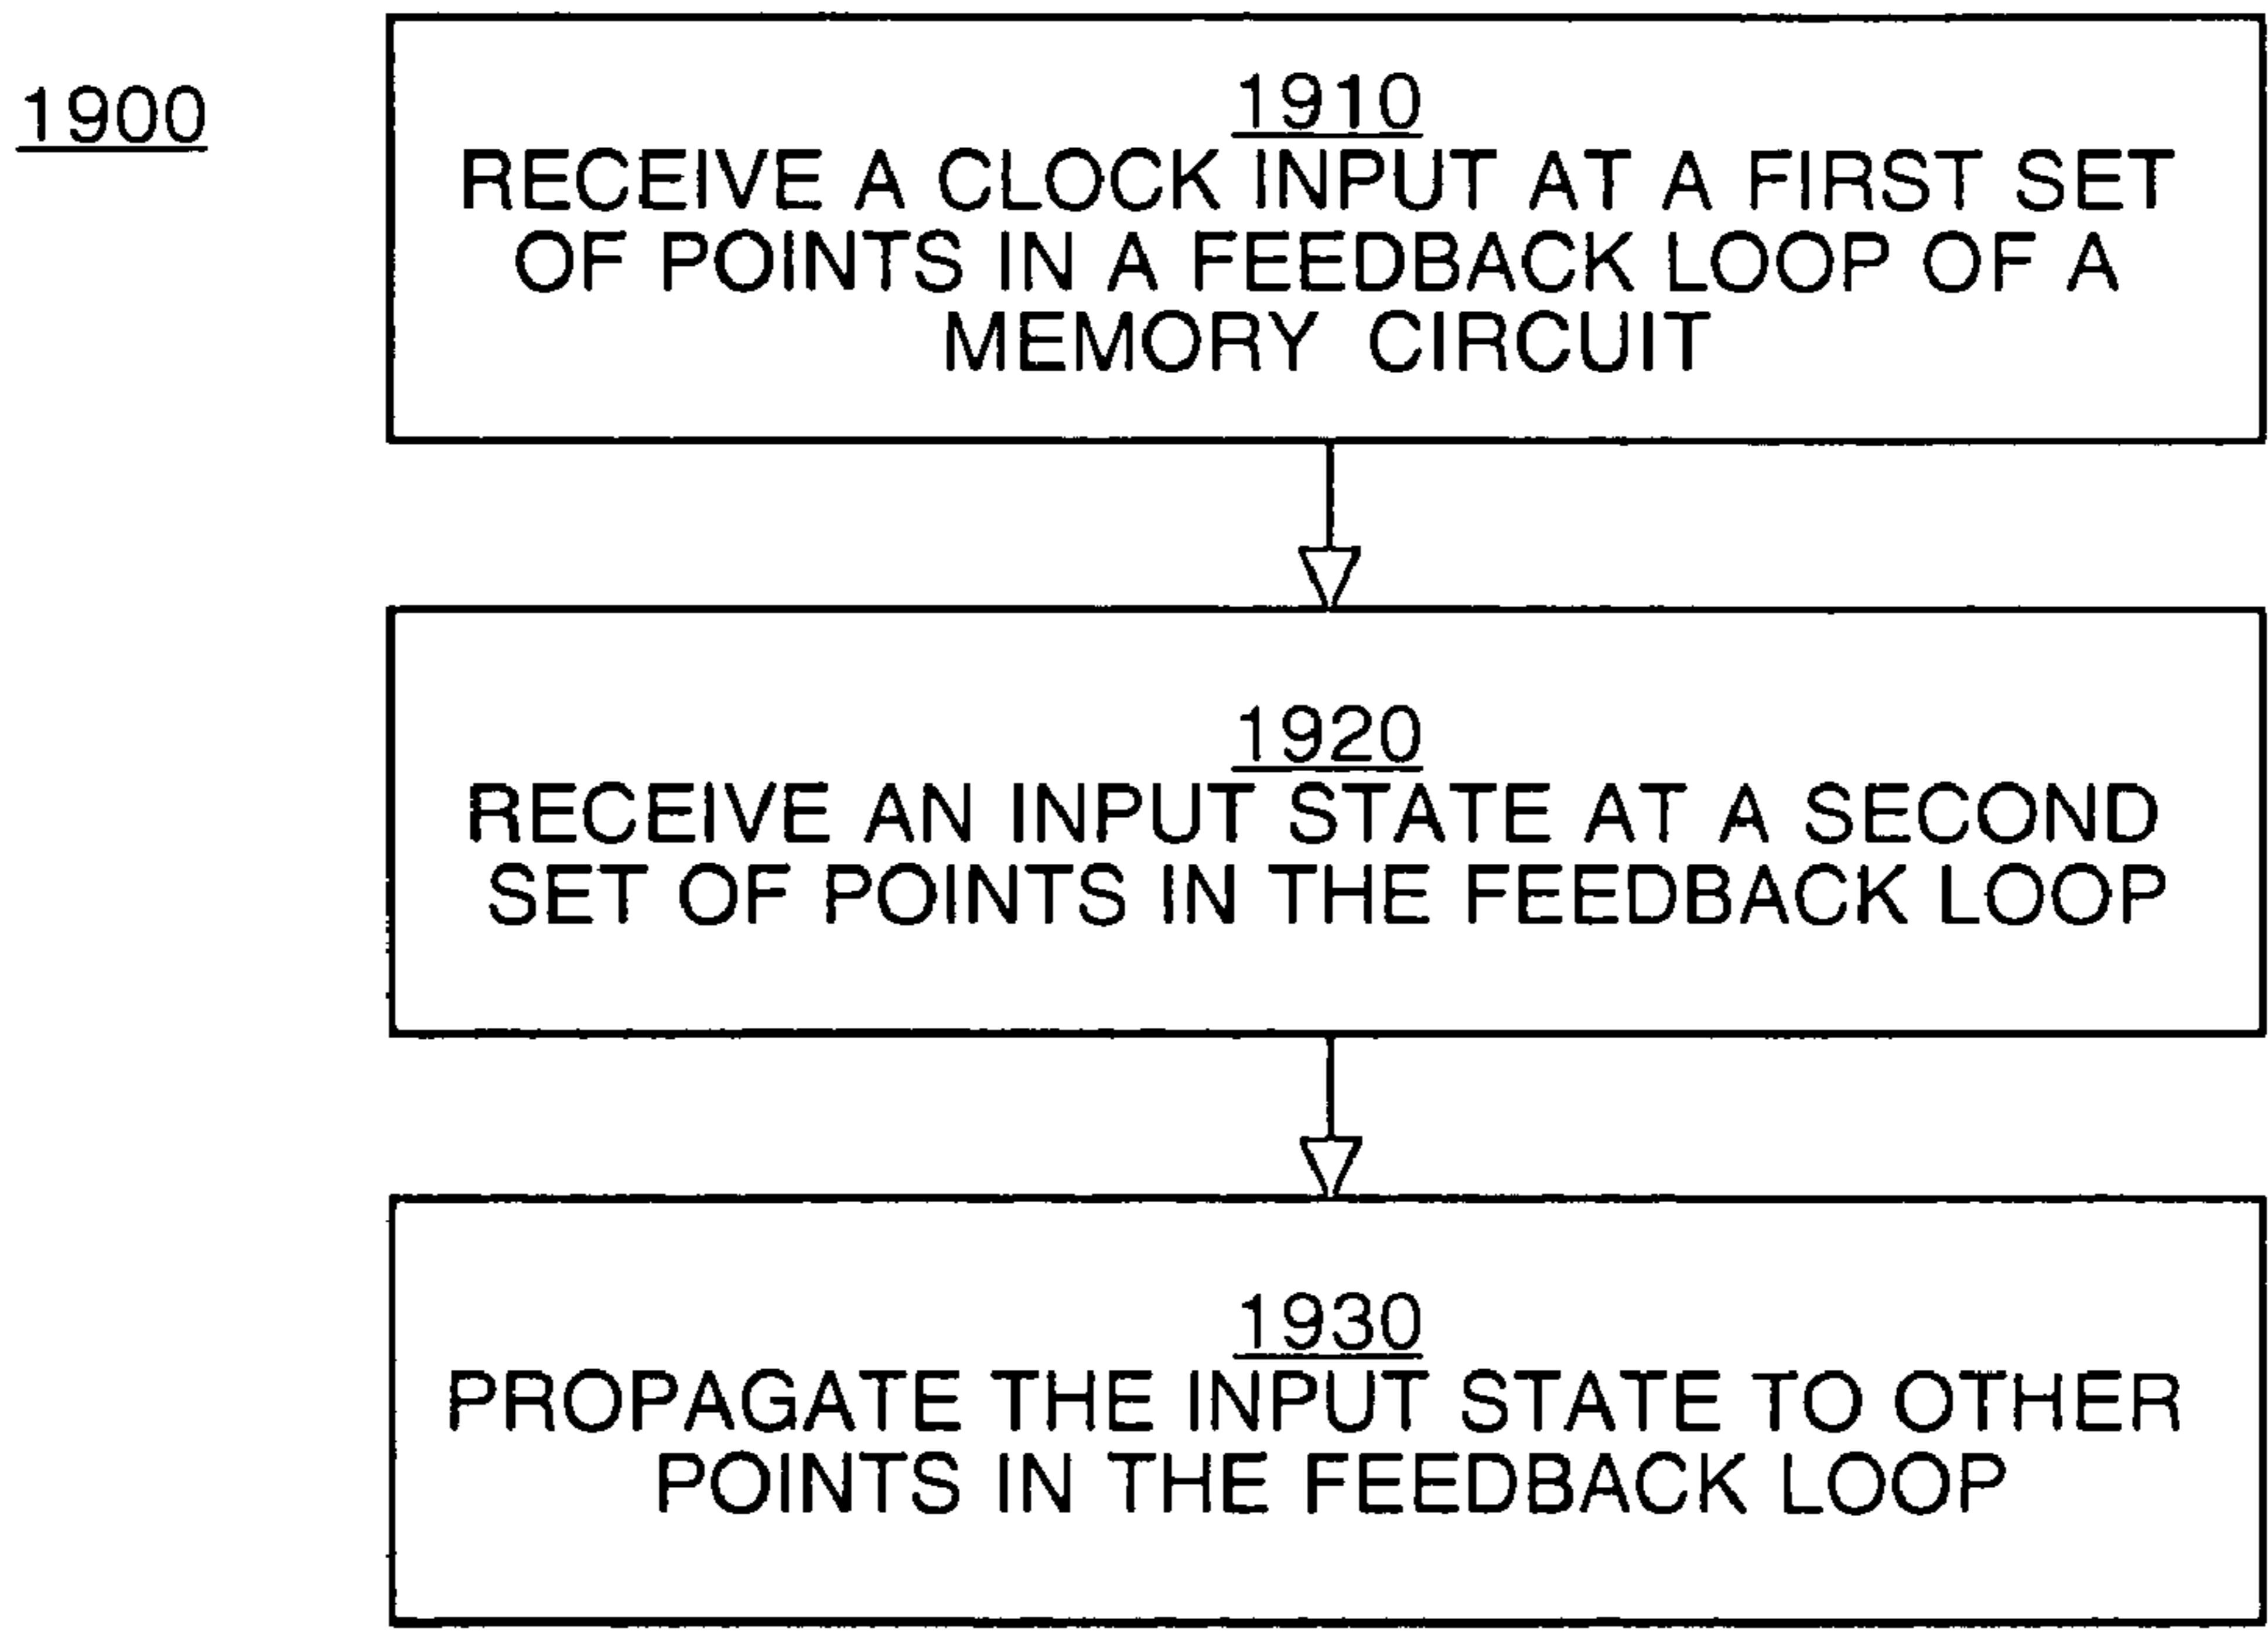 1900
1910
RECEIVE A CLOCK INPUT AT A FIRST SET
OF POINTS IN A FEEDBACK LOOP OF A
MEMORY CIRCUIT
1920
RECEIVE AN INPUT STATE AT A SECOND
SET OF POINTS IN THE FEEDBACK LOOP
1930
PROPAGATE THE INPUT STATE TO OTHER
POINTS IN THE FEEDBACK LOOP